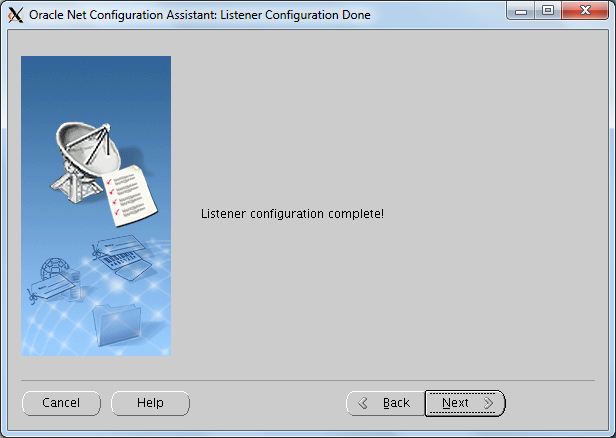 Oracle Net Configuration Assistant: Listener Configuration Done
Listener configuration complete!
Cancel
Help
Back
Next